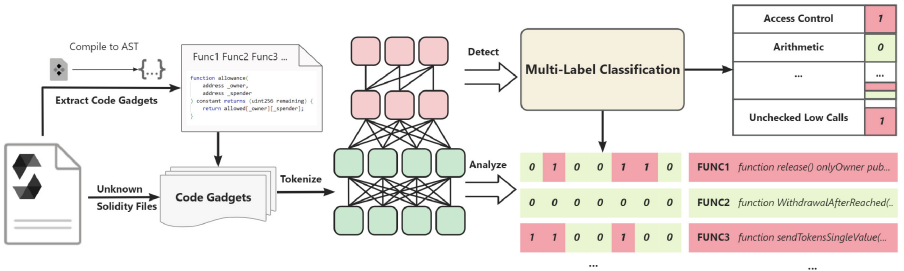 Compile to AST
{...}
Extract Code Gadgets
Func1 Func2 Func3 ...
function allowance(
address _owner,
address _spender
) constant returns (uint256 remaining) {
return allowed[_owner][_spender];
}
Unknown
Solidity Files
Code Gadgets
Tokenize
Detect
Analyze
Multi-Label Classification
Access Control 1
Arithmetic 0
... ...
Unchecked Low Calls 1
0 1 0 0 1 1 0
0 0 0 0 0 0 0
1 1 0 0 1 0 0
...
FUNC1 function release() onlyOwner pub...
FUNC2 function WithdrawalAfterReached(..
FUNC3 function sendTokensSingleValue(...
...